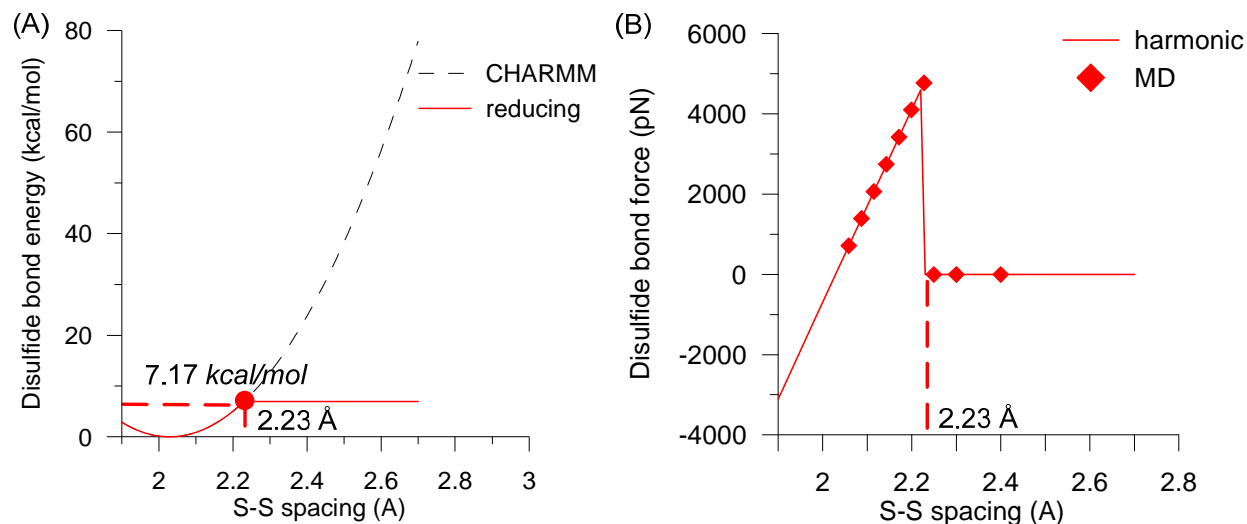 (A)
Disulfide bond energy (kcal/mol)
80
60
40
20
0
CHARMM
reducing
7.17 kcal/mol
2.23 Å
2 2.2 2.4 2.6 2.8 3
S-S spacing (A)
(B)
Disulfide bond force (pN)
6000
4000
2000
0
-2000
-4000
harmonic
MD
2.23 Å
2 2.2 2.4 2.6 2.8
S-S spacing (A)